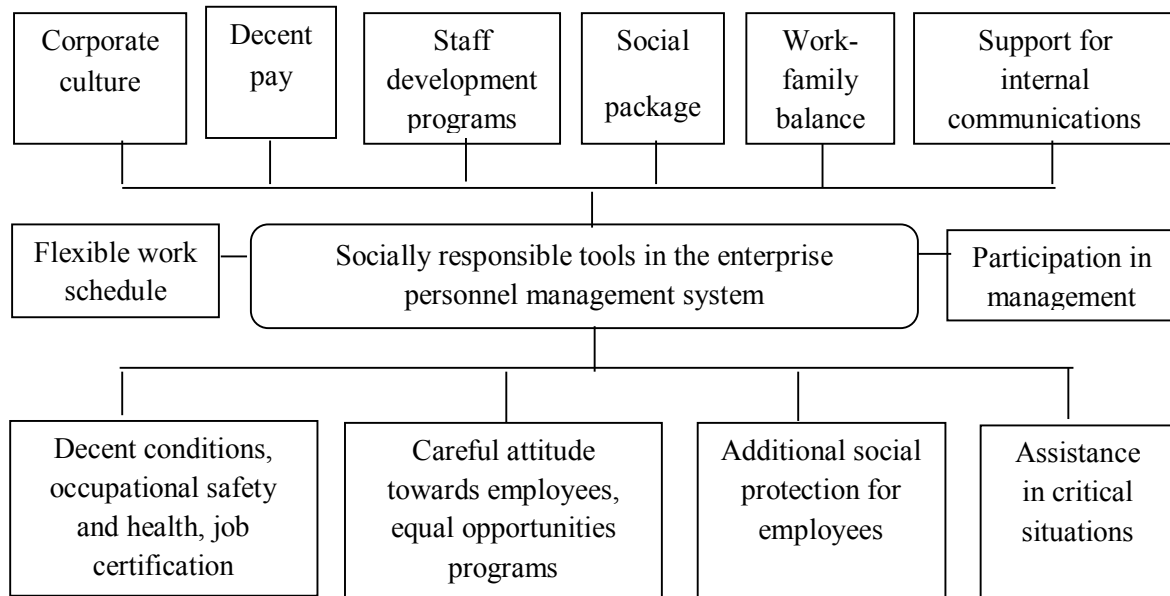 Corporate
culture
Decent
pay
Staff
development
programs
Social
package
Work-
family
balance
Support for
internal
communications
Flexible work
schedule
Socially responsible tools in the enterprise
personnel management system
Participation in
management
Decent conditions,
occupational safety
and health, job
certification
Careful attitude
towards employees,
equal opportunities
programs
Additional social
protection for
employees
Assistance
in critical
situations